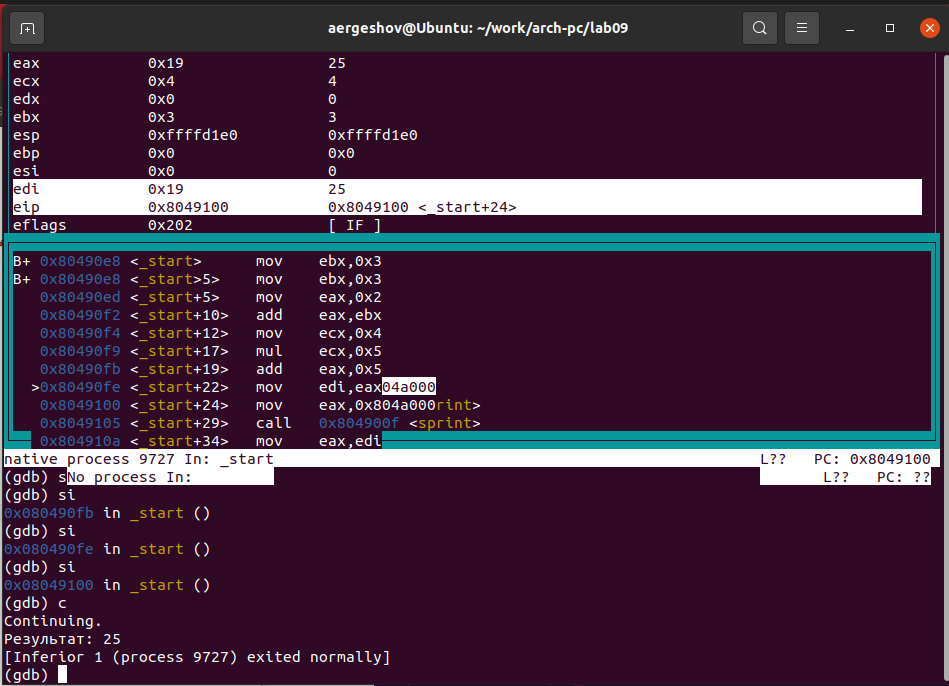 aergeshov@Ubuntu: ~/work/arch-pc/lab09
eax 0x19 25
ecx 0x4 4
edx 0x0 0
ebx 0x3 3
esp 0xffffd1e0 0xffffd1e0
ebp 0x0 0x0
esi 0x0 0
edi 0x19 25
eip 0x8049100 0x8049100 <_start+24>
eflags 0x202 [ IF ]
B+ 0x80490e8 <_start> mov ebx,0x3
B+ 0x80490e8 <_start>5> mov ebx,0x3
0x80490ed <_start+5> mov eax,0x2
0x80490f2 <_start+10> add eax,ebx
0x80490f4 <_start+12> mov ecx,0x4
0x80490f9 <_start+17> mul ecx,0x5
0x80490fb <_start+19> add eax,0x5
>0x80490fe <_start+22> mov edi,eax04a000
0x8049100 <_start+24> mov eax,0x804a000rint>
0x8049105 <_start+29> call 0x804900f <sprint>
0x804910a <_start+34> mov eax,edi
native process 9727 In: _start L?? PC: 0x8049100
(gdb) sNo process In: L?? PC: ??
(gdb) si
0x080490fb in _start ()
(gdb) si
0x080490fe in _start ()
(gdb) si
0x08049100 in _start ()
(gdb) c
Continuing.
Результат: 25
[Inferior 1 (process 9727) exited normally]
(gdb)